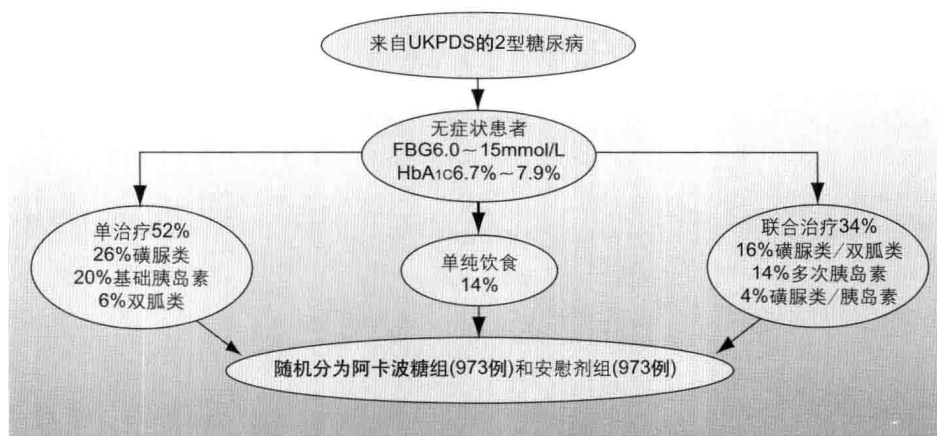 来自UKPDS的2型糖尿病
无症状患者
FBG6.0～15mmol/L
HbA1C6.7%～7.9%
单治疗52%
26%磺脲类
20%基础胰岛素
6%双胍类
单纯饮食
14%
联合治疗34%
16%磺脲类/双胍类
14%多次胰岛素
4%磺脲类/胰岛素
随机分为阿卡波糖组(973例)和安慰剂组(973例)